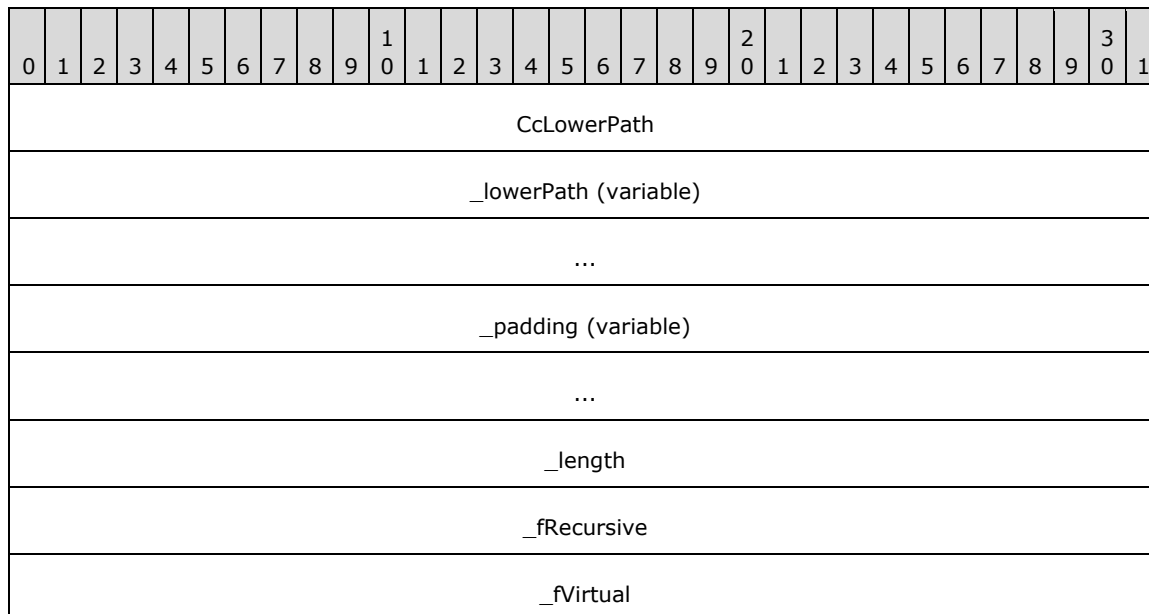 1 2 3
0 1 2 3 4 5 6 7 8 9 0 1 2 3 4 5 6 7 8 9 0 1 2 3 4 5 6 7 8 9 0 1
CcLowerPath
_lowerPath (variable)
...
_padding (variable)
...
_length
_fRecursive
_fVirtual